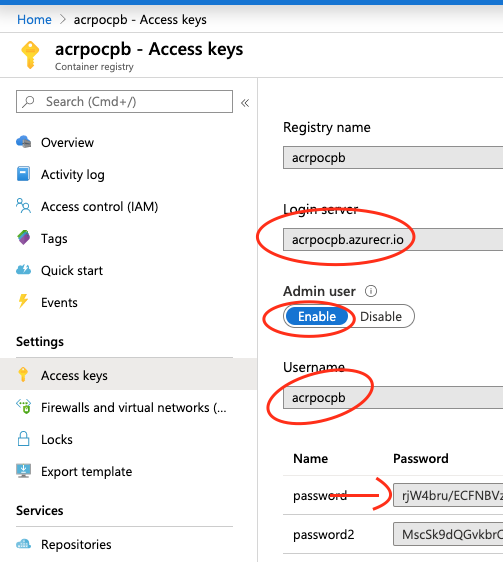 Home > acrpocpb - Access keys
acrpocpb - Access keys
Container registry
Search (Cmd+/)
Overview
Activity log
Access control (IAM)
Tags
Quick start
Events
Settings
Access keys
Firewalls and virtual networks (...
Locks
Export template
Services
Repositories
Registry name
acrpocpb
Login server
acrpocpb.azurecr.io
Admin user
Enable Disable
Username
acrpocpb
Name Password
password rjW4bru/ECFNBVz
password2 MscSk9dQGvkbr